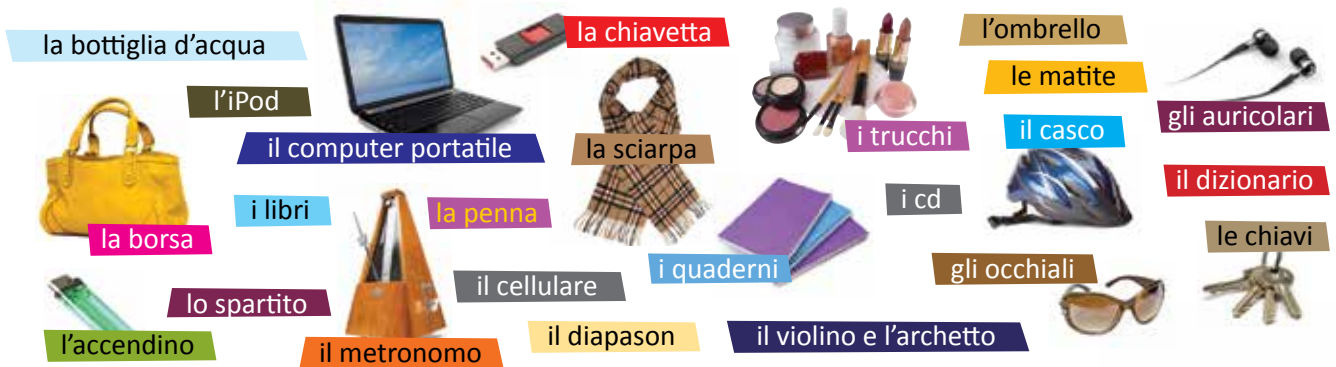 la bottiglia d'acqua
la chiavetta
l'ombrello
le matite
l'iPod
gli auricolari
i trucchi
il casco
il computer portatile
la sciarpa
il dizionario
i libri
la penna
i cd
la borsa
le chiavi
i quaderni
gli occhiali
lo spartito
il cellulare
l'accendino
il metronomo
il diapason
il violino e l'archetto